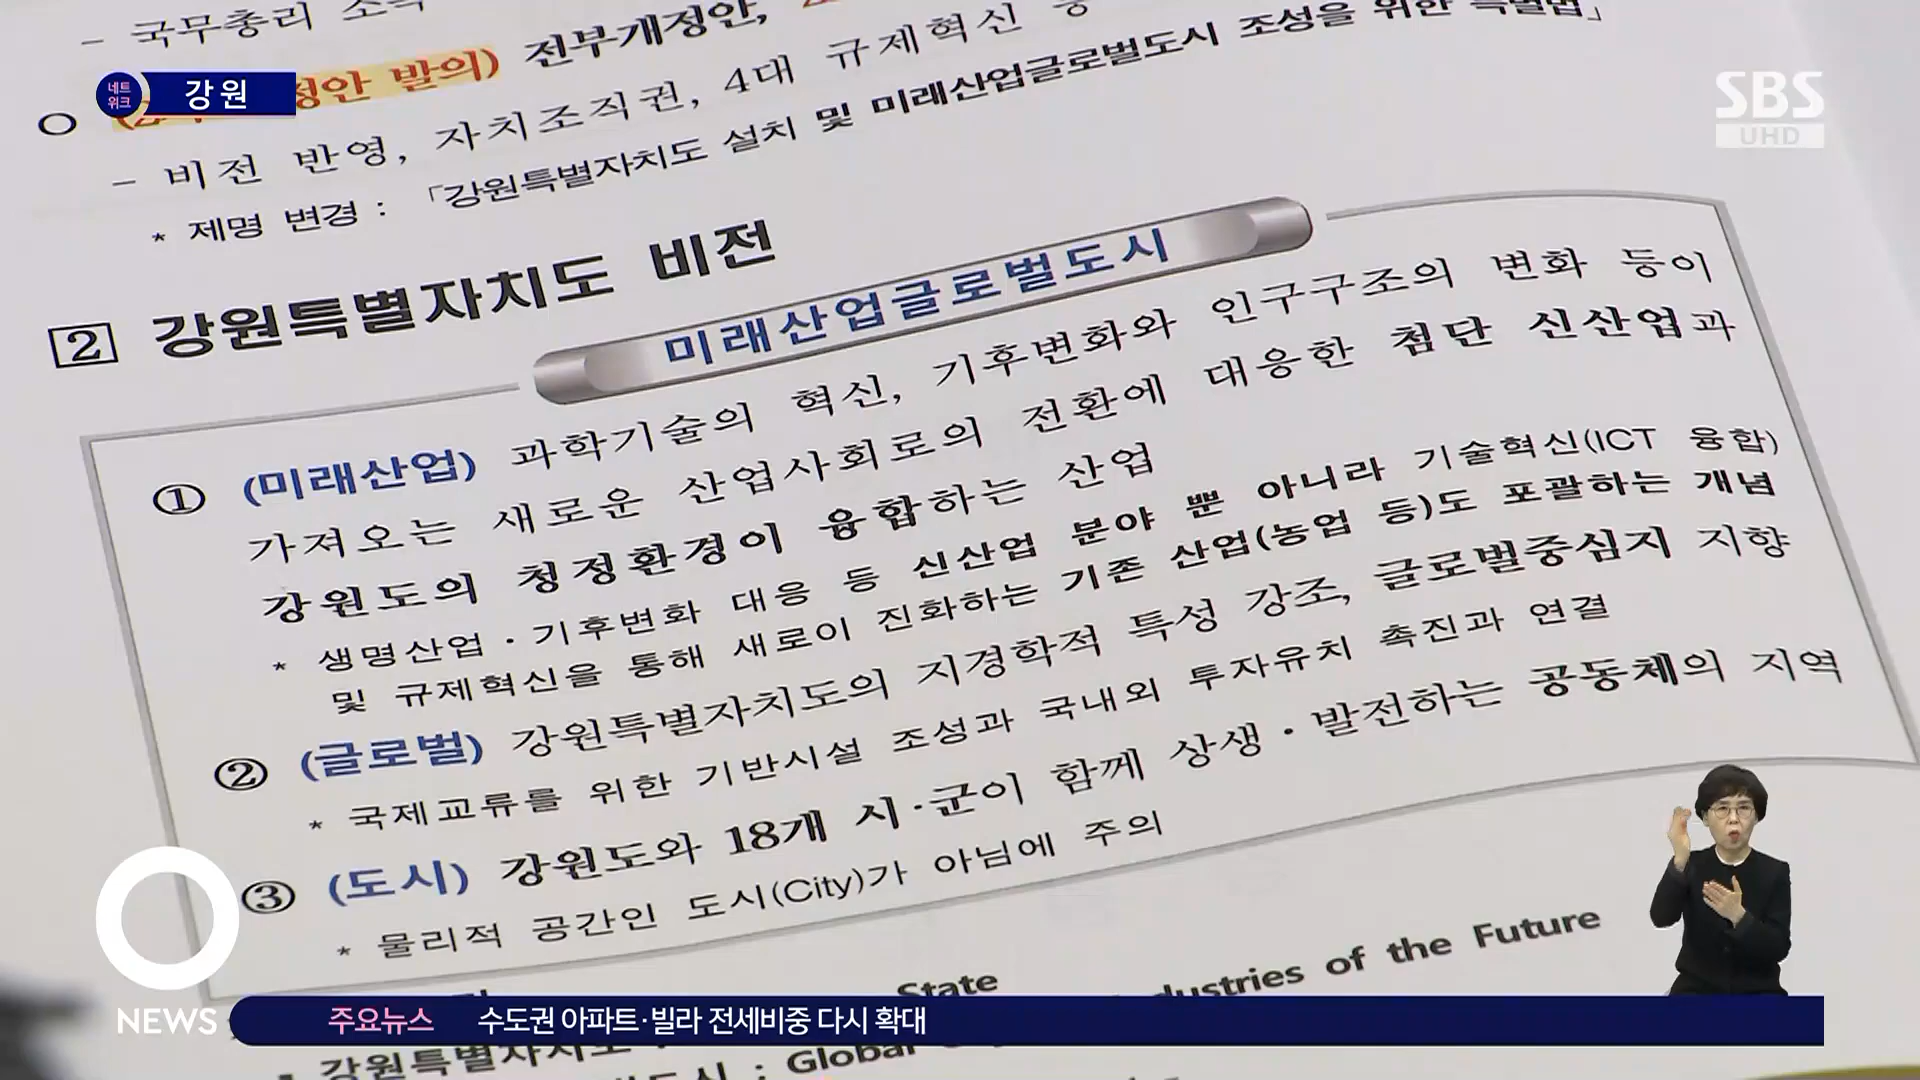 - 국무총리 소속
네트
위크
강원
정안 발의) 전부개정안,
- 비전 반영, 자치조직권, 4대 규제혁신 등
* 제명 변경 : 「강원특별자치도 설치 및 미래산업글로벌도시 조성을 위한 특별법」
SBS
UHD
2 강원특별자치도 비전
미래산업글로벌도시
① (미래산업) 과학기술의 혁신, 기후변화와 인구구조의 변화 등이
가져오는 새로운 산업사회로의 전환에 대응한 첨단 신산업과
강원도의 청정환경이 융합하는 산업
* 생명산업·기후변화 대응 등 신산업 분야 뿐 아니라 기술혁신(ICT 융합)
및 규제혁신을 통해 새로이 진화하는 기존 산업(농업 등)도 포괄하는 개념
② (글로벌) 강원특별자치도의 지경학적 특성 강조, 글로벌중심지 지향
* 국제교류를 위한 기반시설 조성과 국내외 투자유치 촉진과 연결
③ (도시) 강원도와 18개 시·군이 함께 상생·발전하는 공동체의 지역
* 물리적 공간인 도시(City)가 아님에 주의
State
dustries of the Future
NEWS
주요뉴스 수도권 아파트·빌라 전세비중 다시 확대
강원특별자치도
: Global